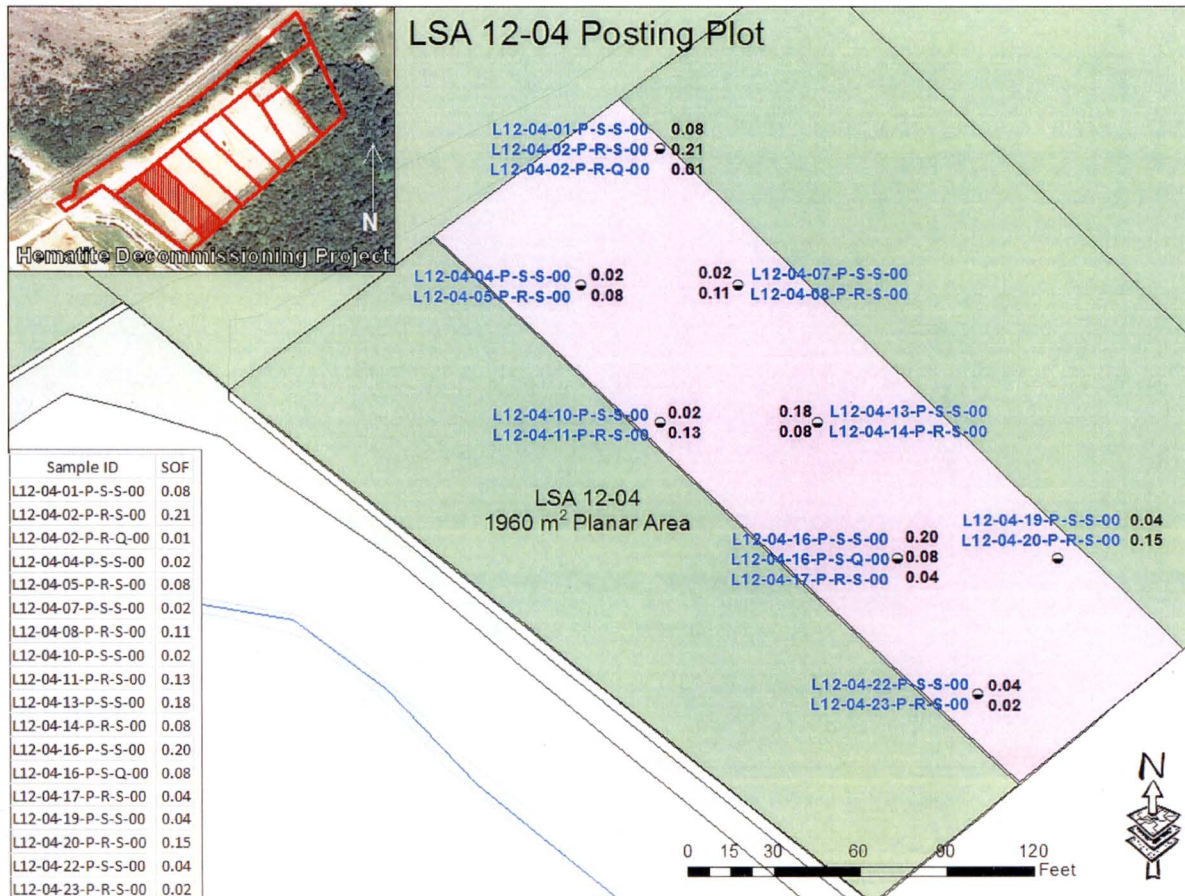 LSA 12-04 Posting Plot
N
Hematite Decommissioning Project
L12-04-01-P-S-S-00 0.08
L12-04-02-P-R-S-00 0.21
L12-04-02-P-R-Q-00 0.01
L12-04-04-P-S-S-00 0.02
L12-04-05-P-R-S-00 0.08
0.02 L12-04-07-P-S-S-00
0.11 L12-04-08-P-R-S-00
L12-04-10-P-S-S-00 0.02
L12-04-11-P-R-S-00 0.13
0.18 L12-04-13-P-S-S-00
0.08 L12-04-14-P-R-S-00
LSA 12-04
1960 m² Planar Area
L12-04-19-P-S-S-00 0.04
L12-04-20-P-R-S-00 0.15
L12-04-16-P-S-S-00 0.20
L12-04-16-P-S-Q-00 0.08
L12-04-17-P-R-S-00 0.04
L12-04-22-P-S-S-00 0.04
L12-04-23-P-R-S-00 0.02
Sample ID SOF
L12-04-01-P-S-S-00 0.08
L12-04-02-P-R-S-00 0.21
L12-04-02-P-R-Q-00 0.01
L12-04-04-P-S-S-00 0.02
L12-04-05-P-R-S-00 0.08
L12-04-07-P-S-S-00 0.02
L12-04-08-P-R-S-00 0.11
L12-04-10-P-S-S-00 0.02
L12-04-11-P-R-S-00 0.13
L12-04-13-P-S-S-00 0.18
L12-04-14-P-R-S-00 0.08
L12-04-16-P-S-S-00 0.20
L12-04-16-P-S-Q-00 0.08
L12-04-17-P-R-S-00 0.04
L12-04-19-P-S-S-00 0.04
L12-04-20-P-R-S-00 0.15
L12-04-22-P-S-S-00 0.04
L12-04-23-P-R-S-00 0.02
N
0 15 30 60 90 120
Feet